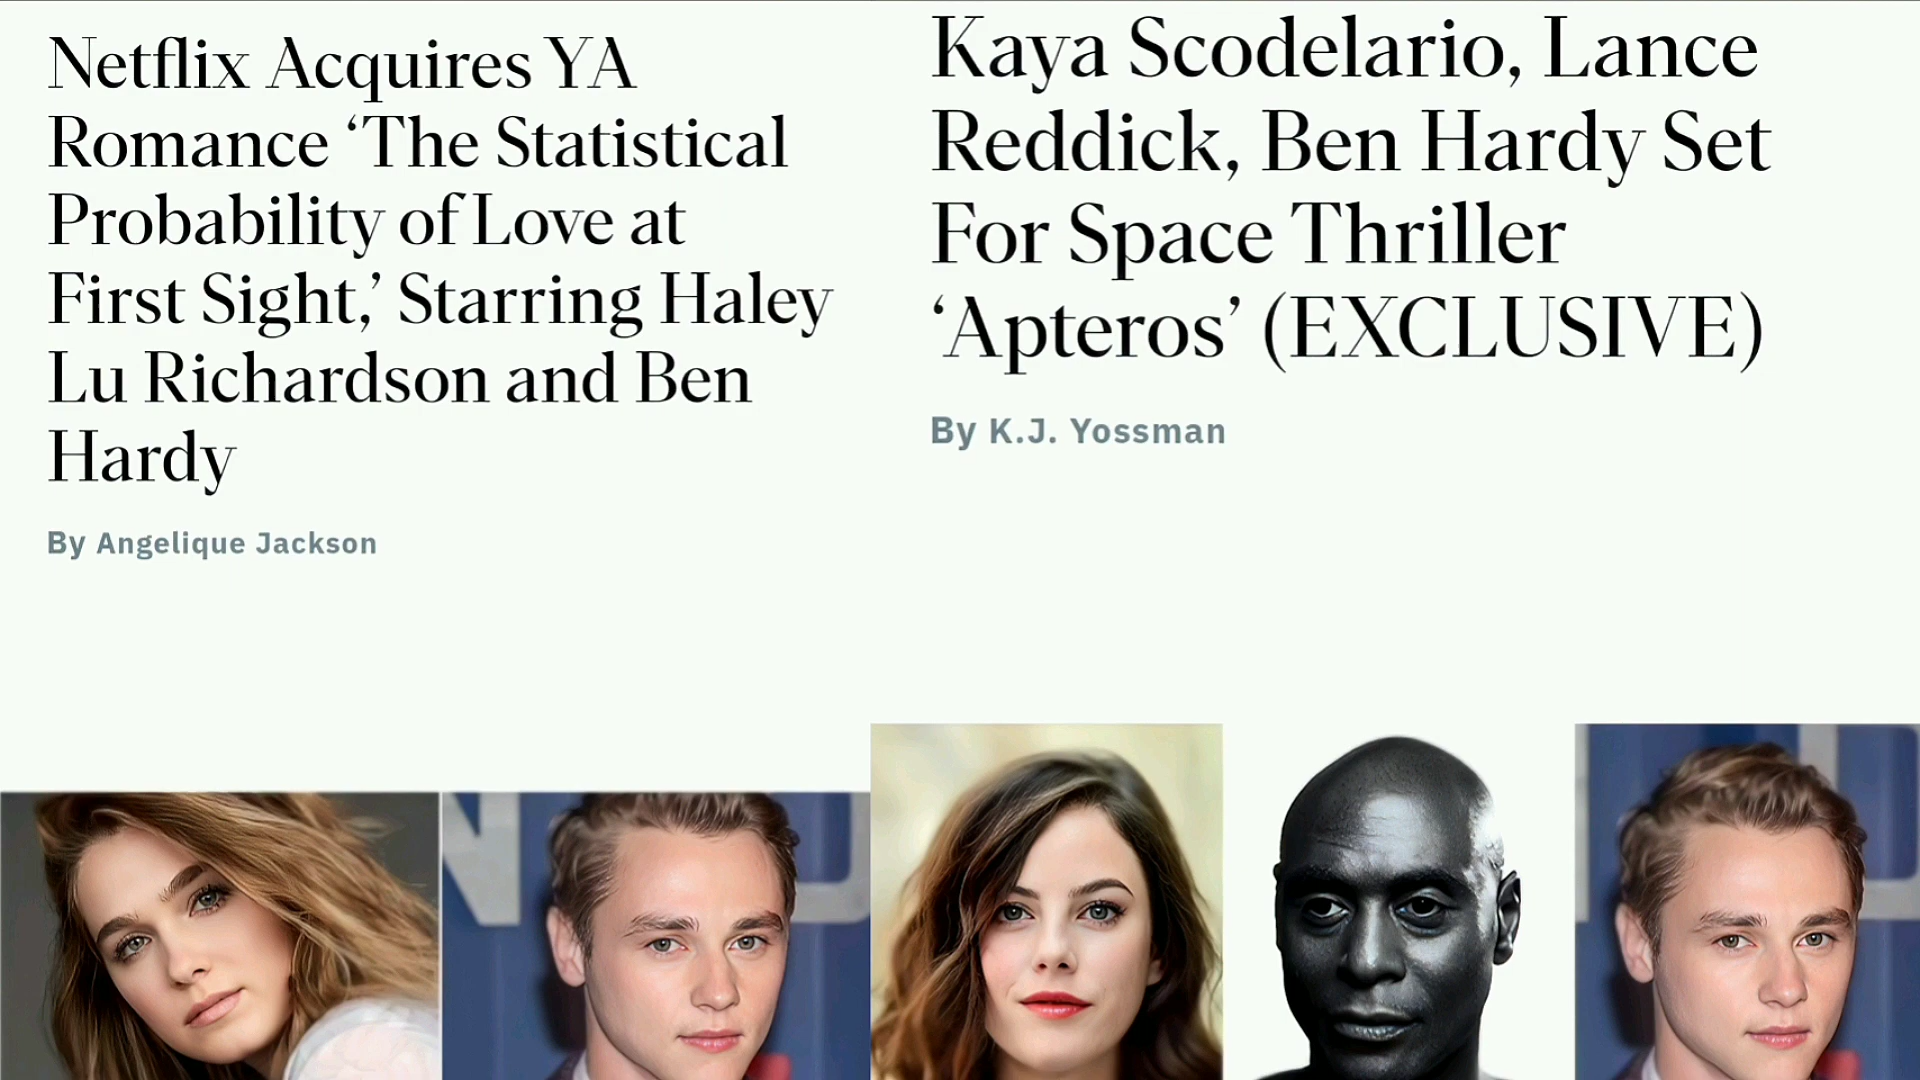 Netflix Acquires YA
Romance ‘The Statistical
Probability of Love at
First Sight,’ Starring Haley
Lu Richardson and Ben
Hardy
By Angelique Jackson
Kaya Scodelario, Lance
Reddick, Ben Hardy Set
For Space Thriller
‘Apteros’ (EXCLUSIVE)
By K.J. Yossman